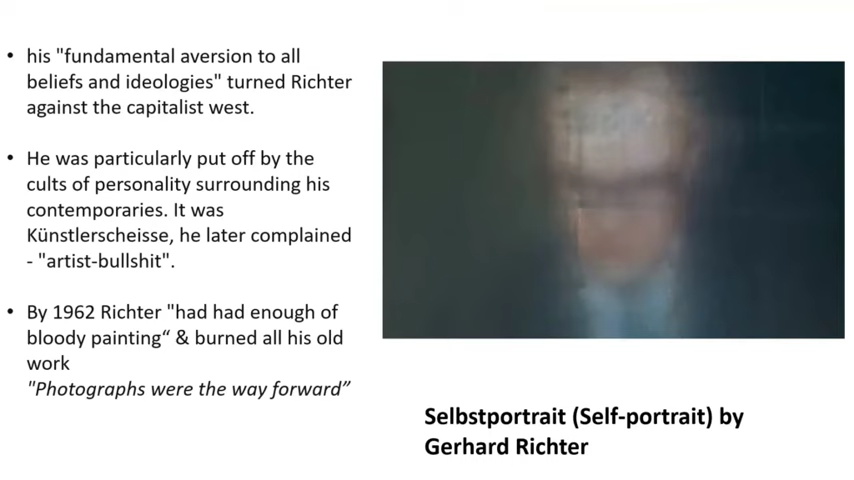 • his "fundamental aversion to all
beliefs and ideologies" turned Richter
against the capitalist west.
• He was particularly put off by the
cults of personality surrounding his
contemporaries. It was
Künstlerscheisse, he later complained
- "artist-bullshit".
• By 1962 Richter "had had enough of
bloody painting“ & burned all his old
work
"Photographs were the way forward”
Selbstportrait (Self-portrait) by
Gerhard Richter